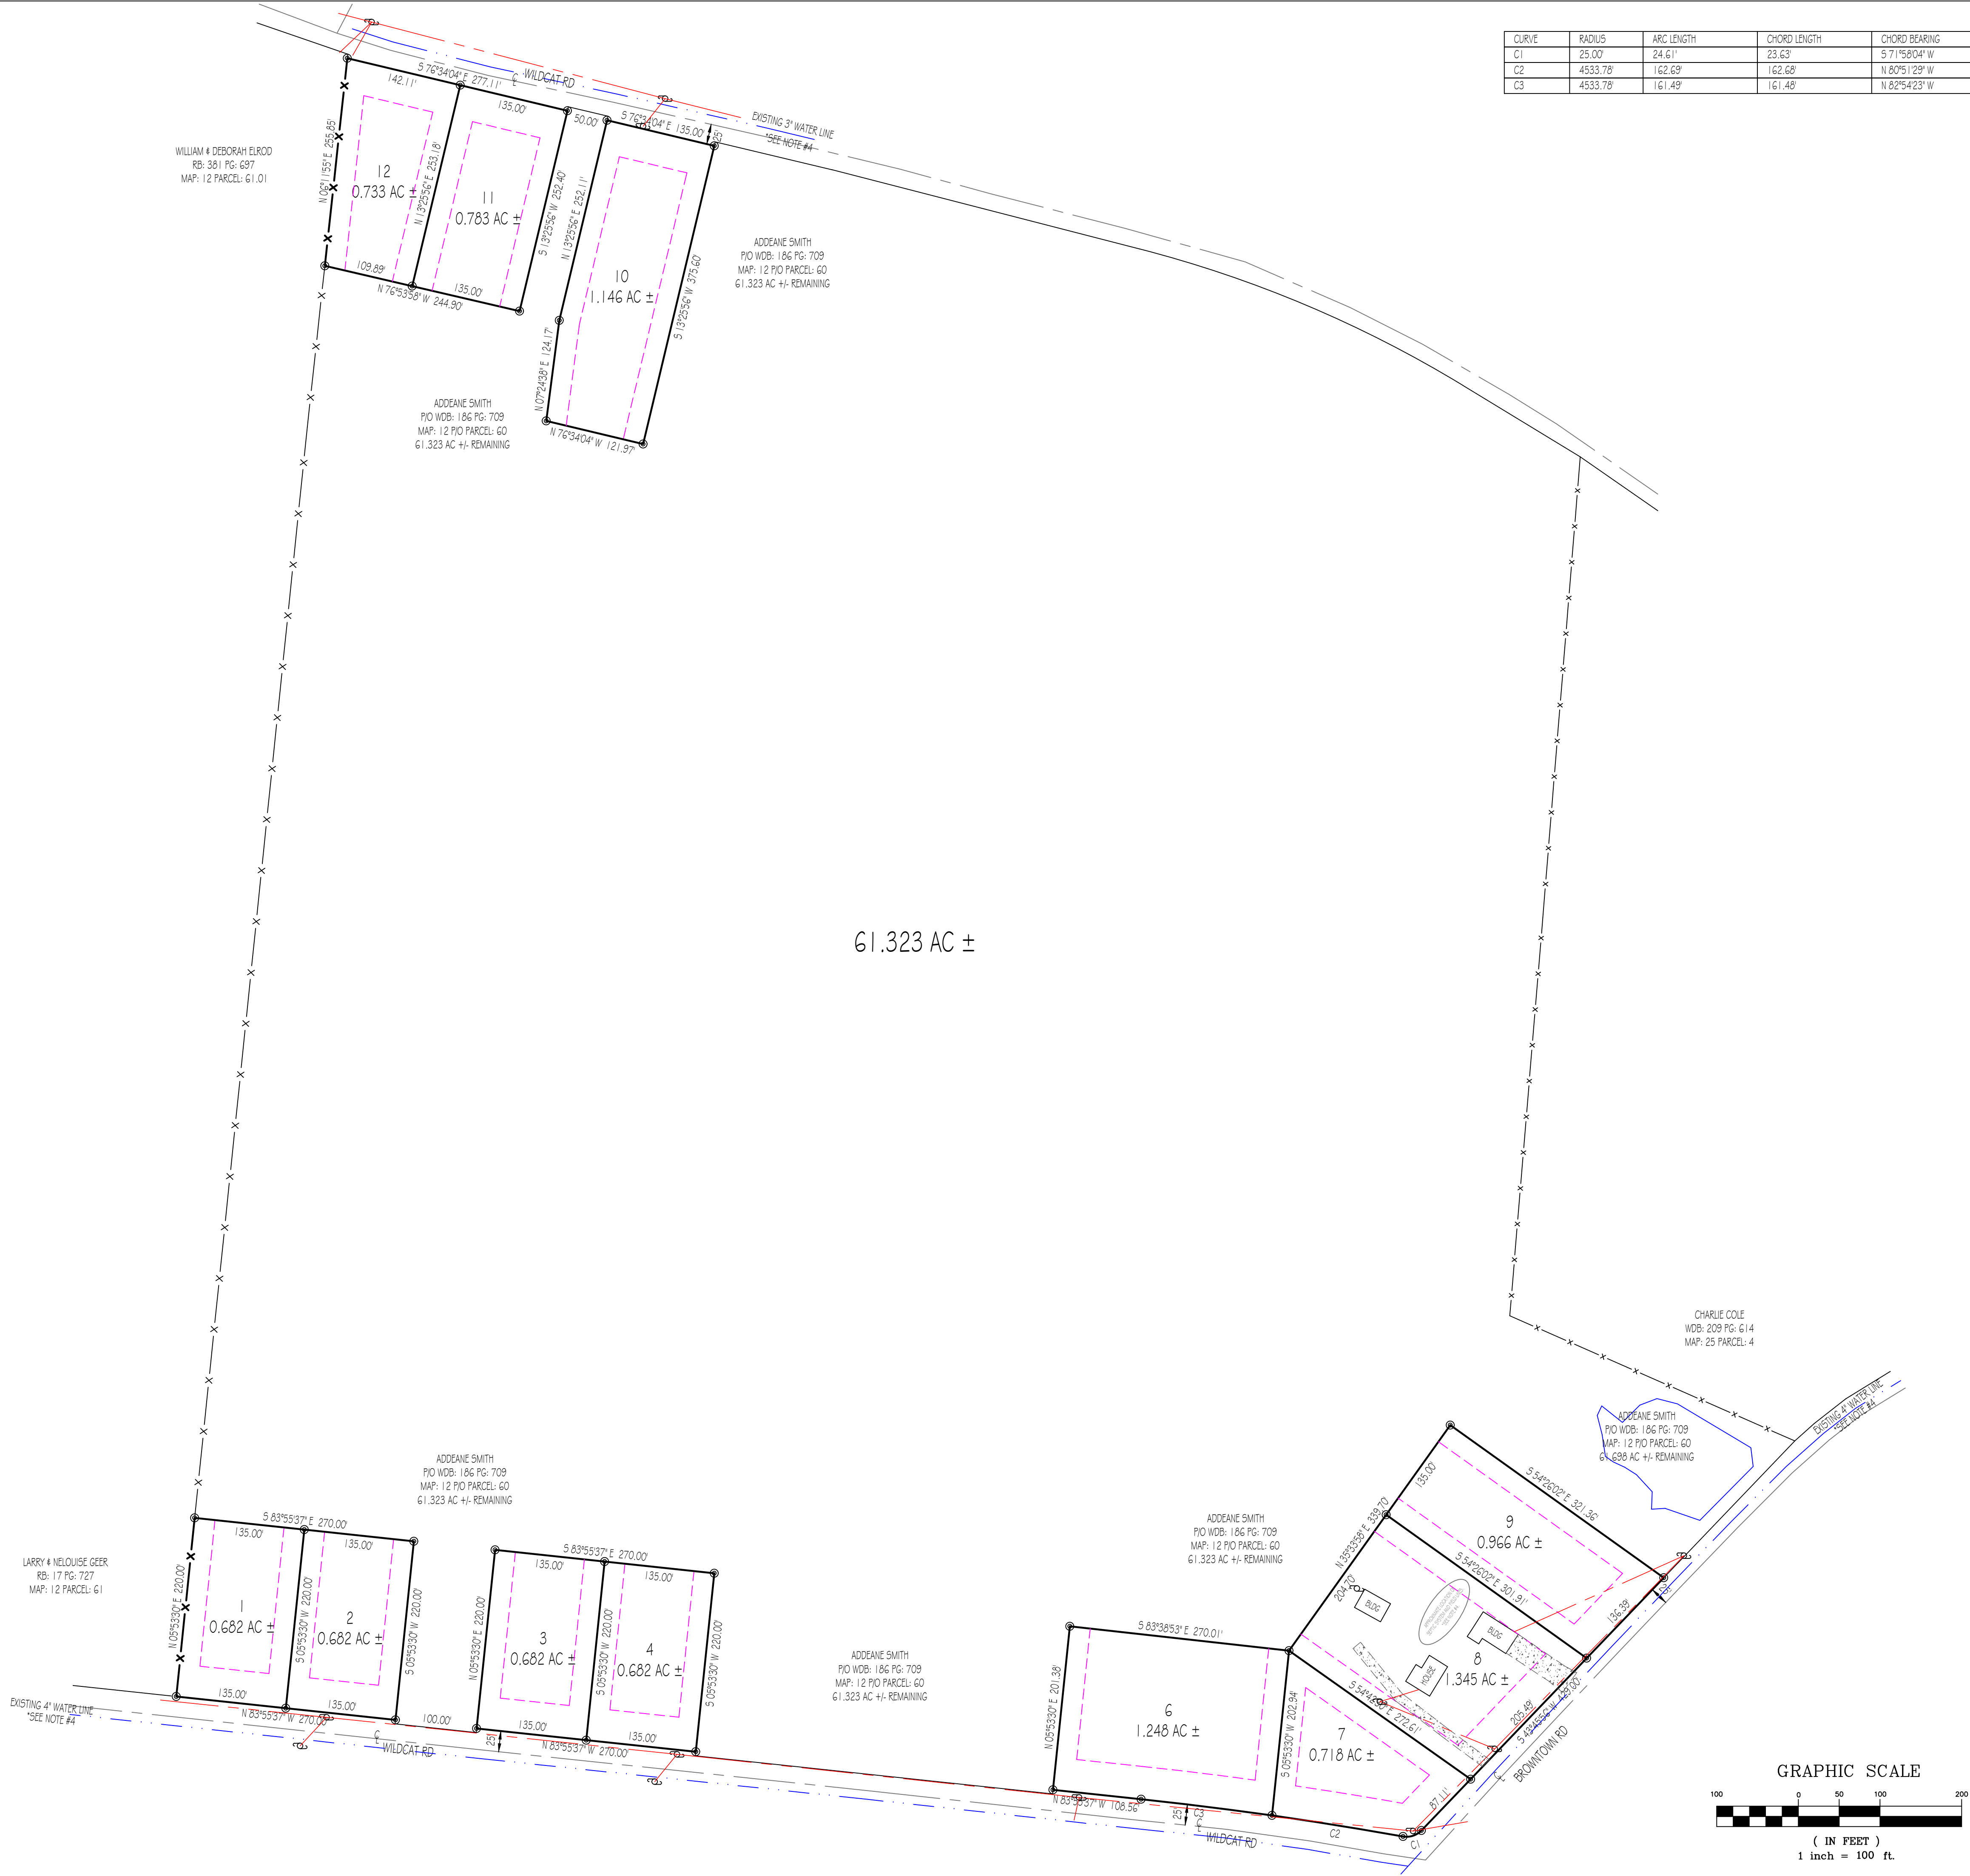 CURVE RADIUS ARC LENGTH CHORD LENGTH CHORD BEARING
C1 25.00' 24.61' 23.63' S 71°58'04" W
C2 4533.78' 162.69' 162.68' N 80°51'29" W
C3 4533.78' 161.49' 161.48' N 82°54'23" W
S 76°34'04" E 277.11'
WILDCAT RD
142.11'
135.00'
50.00'
S 76°34'04" E 135.00'
25'
EXISTING 3" WATER LINE
*SEE NOTE #4
WILLIAM & DEBORAH ELROD
RB: 381 PG: 697
MAP: 12 PARCEL: 61.01
N 06°11'55" E 255.85'
12
0.733 AC ±
N 13°25'56" E 253.18'
11
0.783 AC ±
S 13°25'56" W 252.40'
N 13°25'56" E 252.11'
10
1.146 AC ±
S 13°25'56" W 375.60'
ADDEANE SMITH
P/O WDB: 186 PG: 709
MAP: 12 P/O PARCEL: 60
61.323 AC +/- REMAINING
109.89'
135.00'
N 76°53'58" W 244.90'
N 07°24'38" E 124.17'
N 76°34'04" W 121.97'
ADDEANE SMITH
P/O WDB: 186 PG: 709
MAP: 12 P/O PARCEL: 60
61.323 AC +/- REMAINING
61.323 AC ±
CHARLIE COLE
WDB: 209 PG: 614
MAP: 25 PARCEL: 4
EXISTING 4" WATER LINE
*SEE NOTE #4
ADDEANE SMITH
P/O WDB: 186 PG: 709
MAP: 12 P/O PARCEL: 60
61.698 AC +/- REMAINING
ADDEANE SMITH
P/O WDB: 186 PG: 709
MAP: 12 P/O PARCEL: 60
61.323 AC +/- REMAINING
ADDEANE SMITH
P/O WDB: 186 PG: 709
MAP: 12 P/O PARCEL: 60
61.323 AC +/- REMAINING
LARRY & NELOUISE GEER
RB: 17 PG: 727
MAP: 12 PARCEL: 61
S 83°55'37" E 270.00'
135.00'
135.00'
N 05°53'30" E 220.00'
1
0.682 AC ±
S 05°53'30" W 220.00'
2
0.682 AC ±
S 05°53'30" W 220.00'
135.00'
135.00'
N 83°55'37" W 270.00'
100.00'
EXISTING 4" WATER LINE
*SEE NOTE #4
WILDCAT RD
S 83°55'37" E 270.00'
135.00'
135.00'
N 05°53'30" E 220.00'
3
0.682 AC ±
S 05°53'30" W 220.00'
4
0.682 AC ±
S 05°53'30" W 220.00'
135.00'
135.00'
25'
N 83°55'37" W 270.00'
ADDEANE SMITH
P/O WDB: 186 PG: 709
MAP: 12 P/O PARCEL: 60
61.323 AC +/- REMAINING
S 83°38'53" E 270.01'
N 05°53'30" E 201.38'
6
1.248 AC ±
S 05°53'30" W 202.94'
N 83°55'37" W 108.56'
25'
C3
WILDCAT RD
C2
C1
7
0.718 AC ±
S 54°42'50" E 272.61'
87.11'
N 35°33'58" E 339.70'
135.00'
204.70'
S 54°26'02" E 321.36'
9
0.966 AC ±
S 54°26'02" E 301.91'
136.39'
25'
BLDG
BLDG
HOUSE
8
1.345 AC ±
205.49'
S 43°45'56" W 429.00'
BROWNTOWN RD
GRAPHIC SCALE
100 0 50 100 200
( IN FEET )
1 inch = 100 ft.